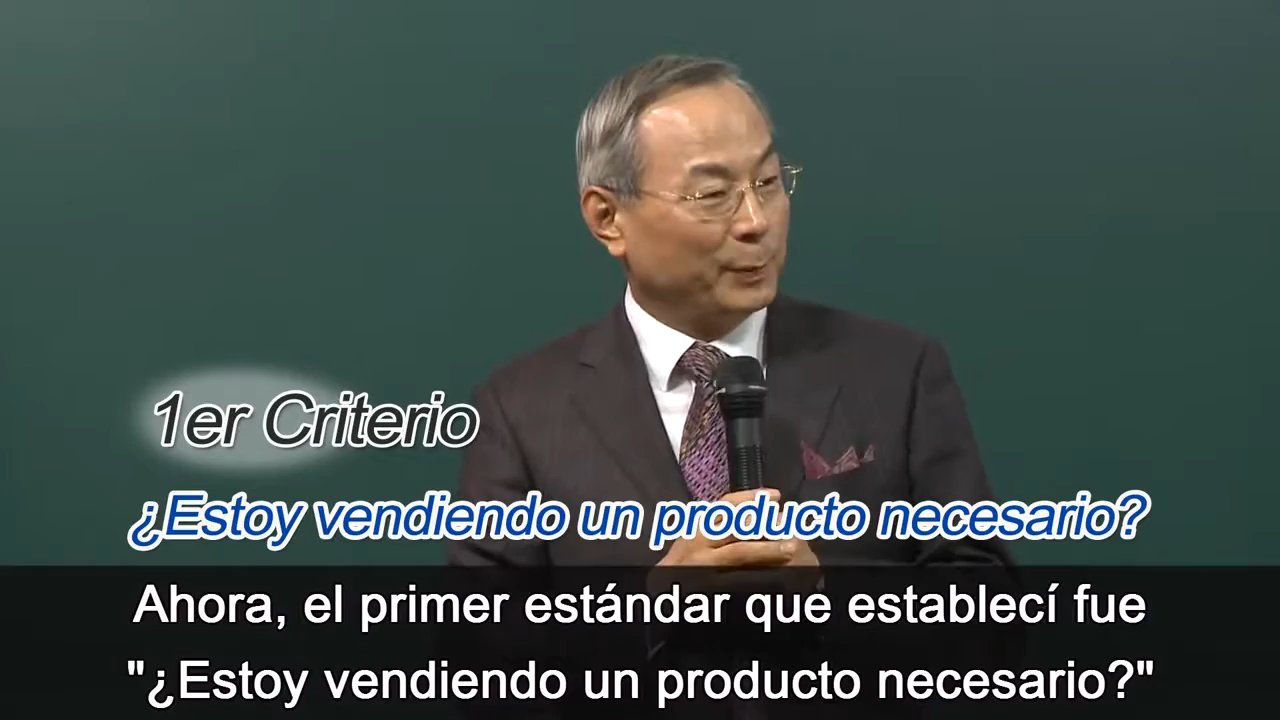 1er Criterio
¿Estoy vendiendo un producto necesario?
Ahora, el primer estándar que establecí fue
"¿Estoy vendiendo un producto necesario?"